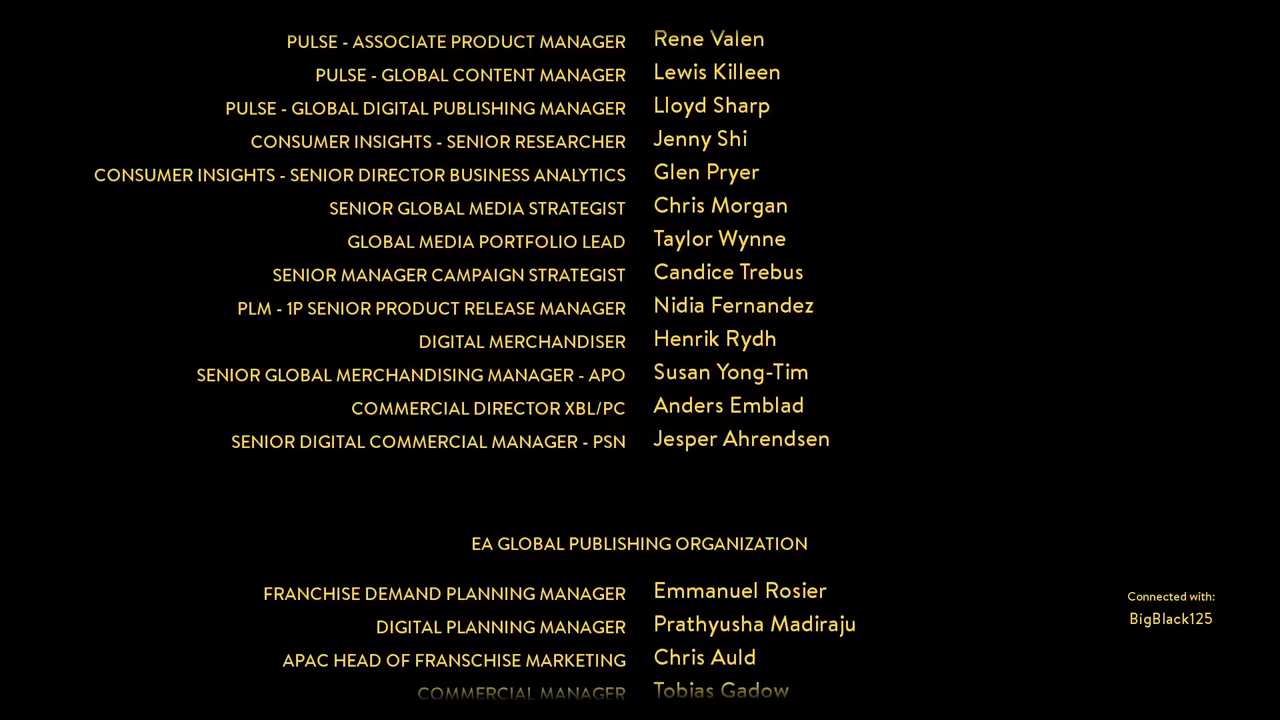 PULSE - ASSOCIATE PRODUCT MANAGER Rene Valen
PULSE - GLOBAL CONTENT MANAGER Lewis Killeen
PULSE - GLOBAL DIGITAL PUBLISHING MANAGER Lloyd Sharp
CONSUMER INSIGHTS - SENIOR RESEARCHER Jenny Shi
CONSUMER INSIGHTS - SENIOR DIRECTOR BUSINESS ANALYTICS Glen Pryer
SENIOR GLOBAL MEDIA STRATEGIST Chris Morgan
GLOBAL MEDIA PORTFOLIO LEAD Taylor Wynne
SENIOR MANAGER CAMPAIGN STRATEGIST Candice Trebus
PLM - 1P SENIOR PRODUCT RELEASE MANAGER Nidia Fernandez
DIGITAL MERCHANDISER Henrik Rydh
SENIOR GLOBAL MERCHANDISING MANAGER - APO Susan Yong-Tim
COMMERCIAL DIRECTOR XBL/PC Anders Emblad
SENIOR DIGITAL COMMERCIAL MANAGER - PSN Jesper Ahrendsen
EA GLOBAL PUBLISHING ORGANIZATION
FRANCHISE DEMAND PLANNING MANAGER Emmanuel Rosier
DIGITAL PLANNING MANAGER Prathyusha Madiraju
APAC HEAD OF FRANSCHISE MARKETING Chris Auld
COMMERCIAL MANAGER Tobias Gadow
Connected with:
BigBlack125